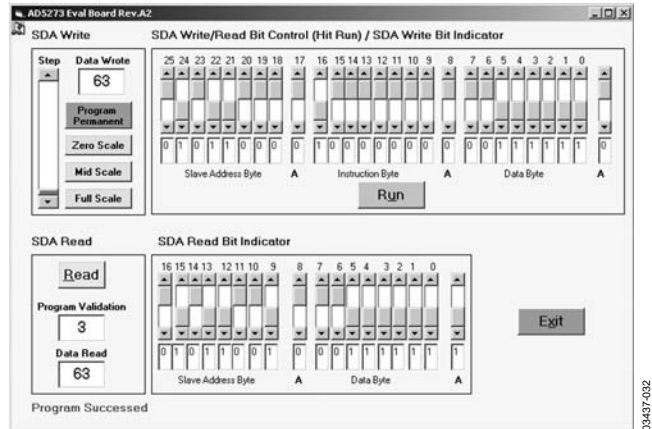 AD5273 Eval Board Rev.A2
SDA Write
SDA Write/Read Bit Control (Hit Run) / SDA Write Bit Indicator
Step Data Wrote
63
Program
Permanent
Zero Scale
Mid Scale
Full Scale
25 24 23 22 21 20 19 18 17 16 15 14 13 12 11 10 9 8 7 6 5 4 3 2 1 0
0 1 0 1 1 0 0 0 0 1 0 0 0 0 0 0 0 0 0 0 1 1 1 1 1 1 0
Slave Address Byte A Instruction Byte A Data Byte A
Run
SDA Read
SDA Read Bit Indicator
Read
Program Validation
3
Data Read
63
16 15 14 13 12 11 10 9 8 7 6 5 4 3 2 1 0
0 1 0 1 1 0 0 1 0 0 0 1 1 1 1 1 1 1
Slave Address Byte A Data Byte A
Exit
Program Successed
03437-032